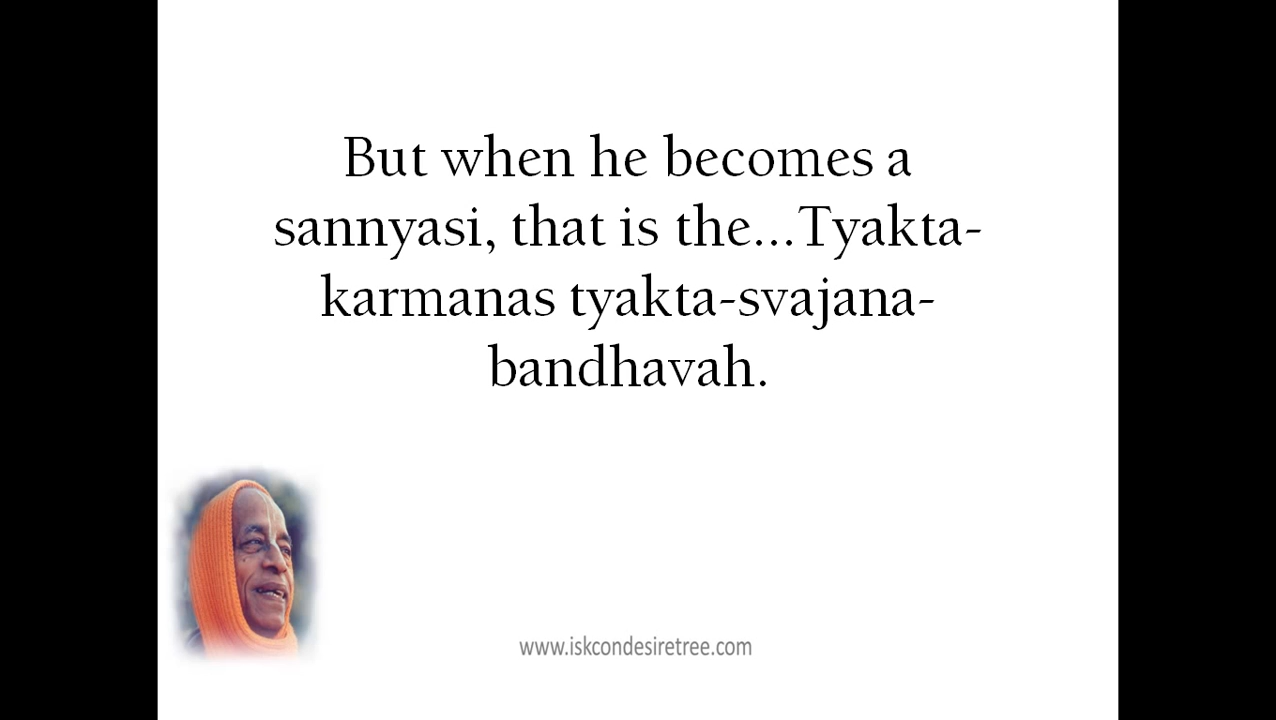 But when he becomes a
sannyasi, that is the...Tyakta-
karmanas tyakta-svajana-
bandhavah.
www.iskcondesiretree.com